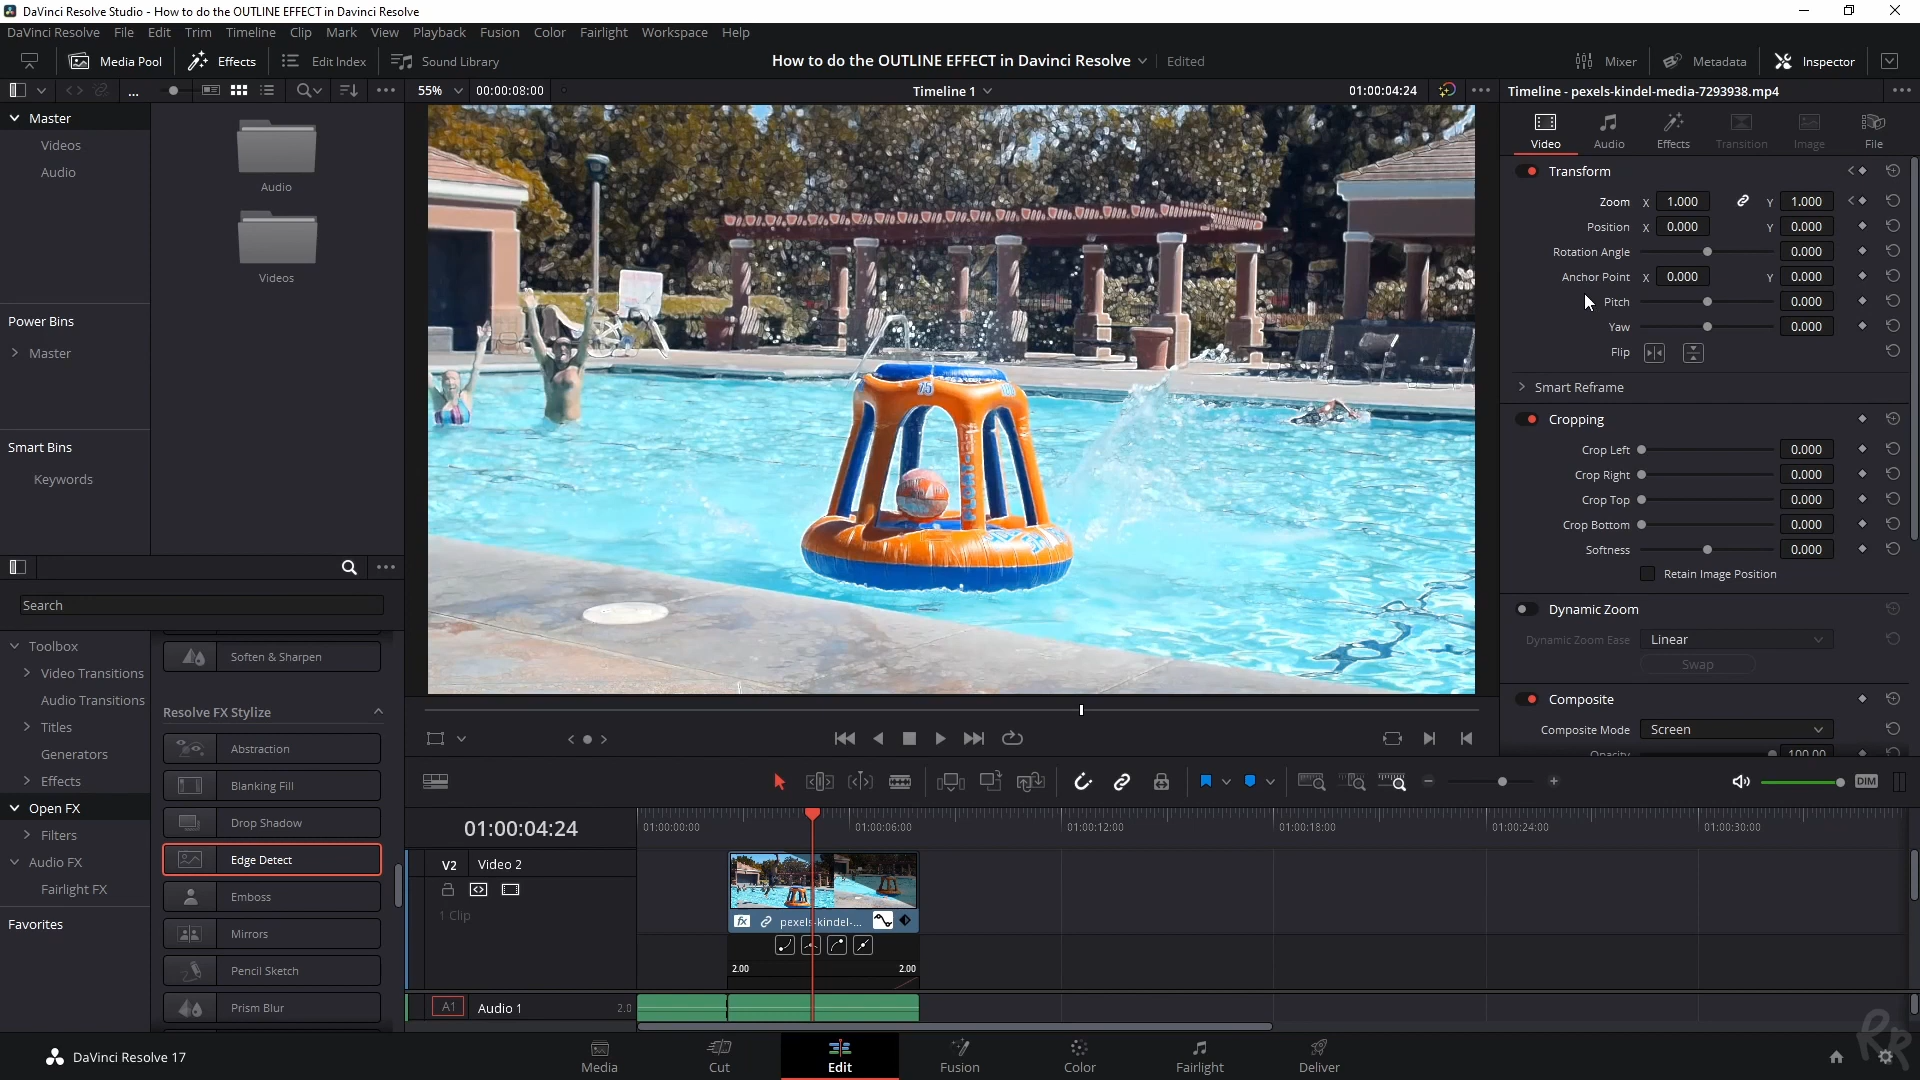 DaVinci Resolve Studio - How to do the OUTLINE EFFECT in Davinci Resolve
DaVinci Resolve File Edit Trim Timeline Clip Mark View Playback Fusion Color Fairlight Workspace Help
Media Pool Effects Edit Index Sound Library How to do the OUTLINE EFFECT in Davinci Resolve Edited Mixer Metadata Inspector
55% 00:00:08:00 Timeline 1 01:00:04:24 Timeline - pexels-kindel-media-7293938.mp4
Master
Videos
Audio
Audio
Videos
Power Bins
Master
Smart Bins
Keywords
75
Video Audio Effects Transition Image File
Transform
Zoom X 1.000 Y 1.000
Position X 0.000 Y 0.000
Rotation Angle 0.000
Anchor Point X 0.000 Y 0.000
Pitch 0.000
Yaw 0.000
Flip
Smart Reframe
Cropping
Crop Left 0.000
Crop Right 0.000
Crop Top 0.000
Crop Bottom 0.000
Softness 0.000
Retain Image Position
Dynamic Zoom
Dynamic Zoom Ease Linear
Swap
Composite
Composite Mode Screen
Opacity 100.00
Search
Toolbox
Video Transitions
Audio Transitions
Titles
Generators
Effects
Open FX
Filters
Audio FX
Fairlight FX
Favorites
Soften & Sharpen
Resolve FX Stylize
Abstraction
Blanking Fill
Drop Shadow
Edge Detect
Emboss
Mirrors
Pencil Sketch
Prism Blur
DIM
01:00:04:24
01:00:00:00 01:00:06:00 01:00:12:00 01:00:18:00 01:00:24:00 01:00:30:00
V2 Video 2
1 Clip
fx pexels-kindel-...
2.00 2.00
A1 Audio 1 2.0
DaVinci Resolve 17
Media Cut Edit Fusion Color Fairlight Deliver
RR